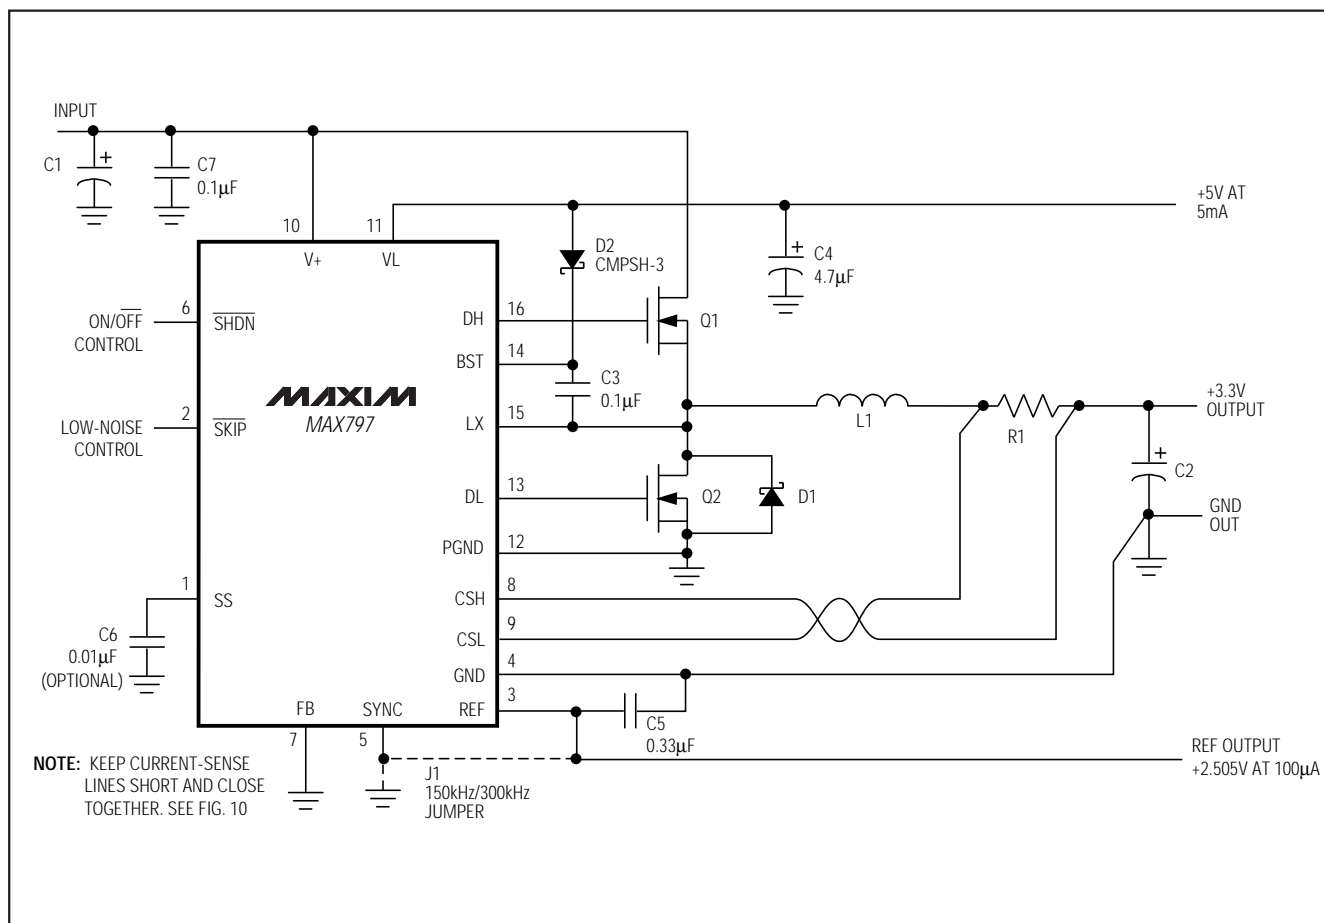 INPUT
C1
+
C7
0.1µF
+5V AT
5mA
10
11
V+
VL
D2
CMPSH-3
+
C4
4.7µF
6
ON/OFF
CONTROL
SHDN
DH
16
Q1
BST
14
C3
0.1µF
MAXIM
MAX797
2
LOW-NOISE
CONTROL
SKIP
LX
15
L1
R1
+3.3V
OUTPUT
+
C2
DL
13
Q2
D1
GND
OUT
PGND
12
1
SS
CSH
8
C6
0.01µF
(OPTIONAL)
CSL
9
GND
4
REF
3
FB
SYNC
7
5
C5
0.33µF
J1
150kHz/300kHz
JUMPER
REF OUTPUT
+2.505V AT 100µA
NOTE: KEEP CURRENT-SENSE
LINES SHORT AND CLOSE
TOGETHER. SEE FIG. 10